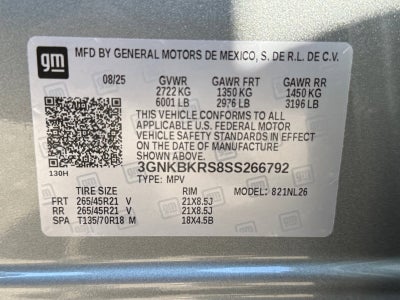 gm
MFD BY GENERAL MOTORS DE MEXICO, S. DE R.L. DE C.V.
08/25 GVWR GAWR FRT GAWR RR
2722 KG 1350 KG 1450 KG
6001 LB 2976 LB 3196 LB
THIS VEHICLE CONFORMS TO ALL
APPLICABLE U.S. FEDERAL MOTOR
VEHICLE SAFETY STANDARDS IN EFFECT
ON THE DATE OF MANUFACTURE
SHOWN ABOVE.
3GNKBKRS8SS266792
130H TYPE: MPV
TIRE SIZE RIM MODEL: 821NL26
FRT 265/45R21 V 21X8.5J
RR 265/45R21 V 21X8.5J
SPA T135/70R18 M 18X4.5B